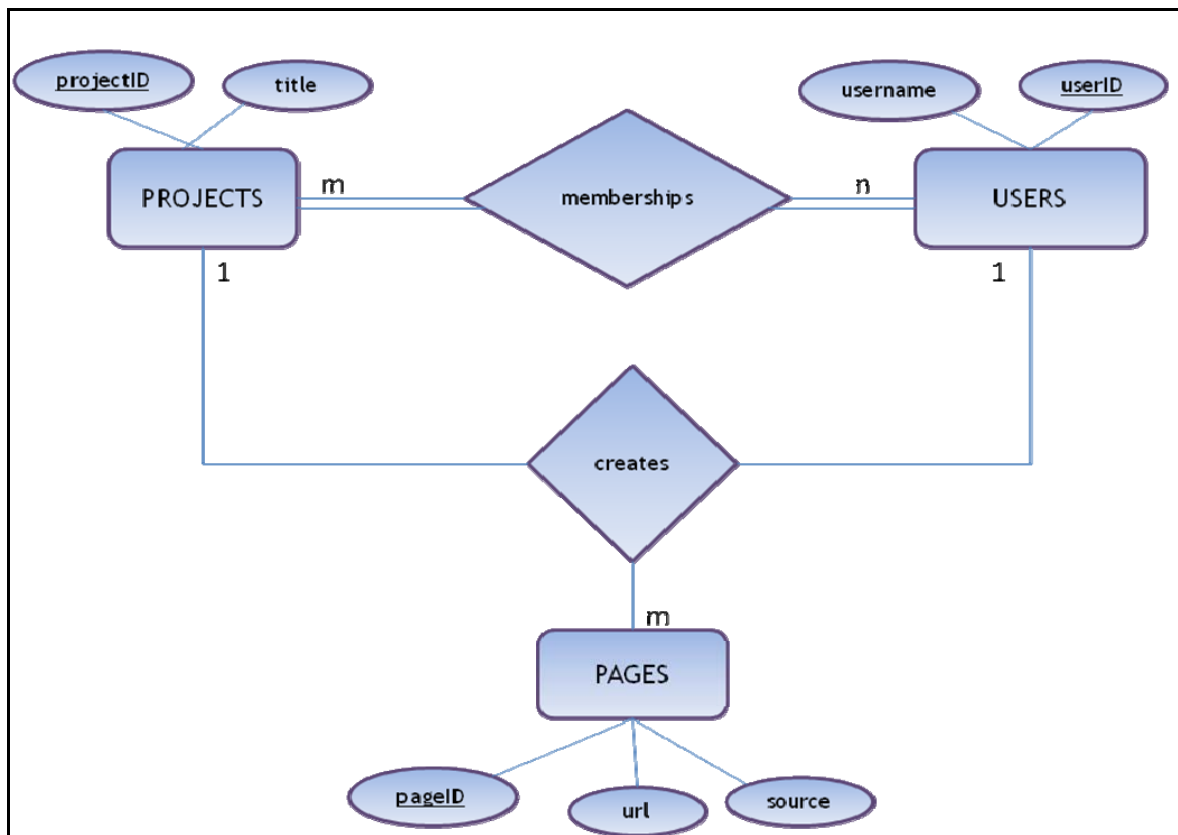 projectID
title
username
userID
PROJECTS
m
memberships
n
USERS
1
1
creates
m
PAGES
pageID
url
source